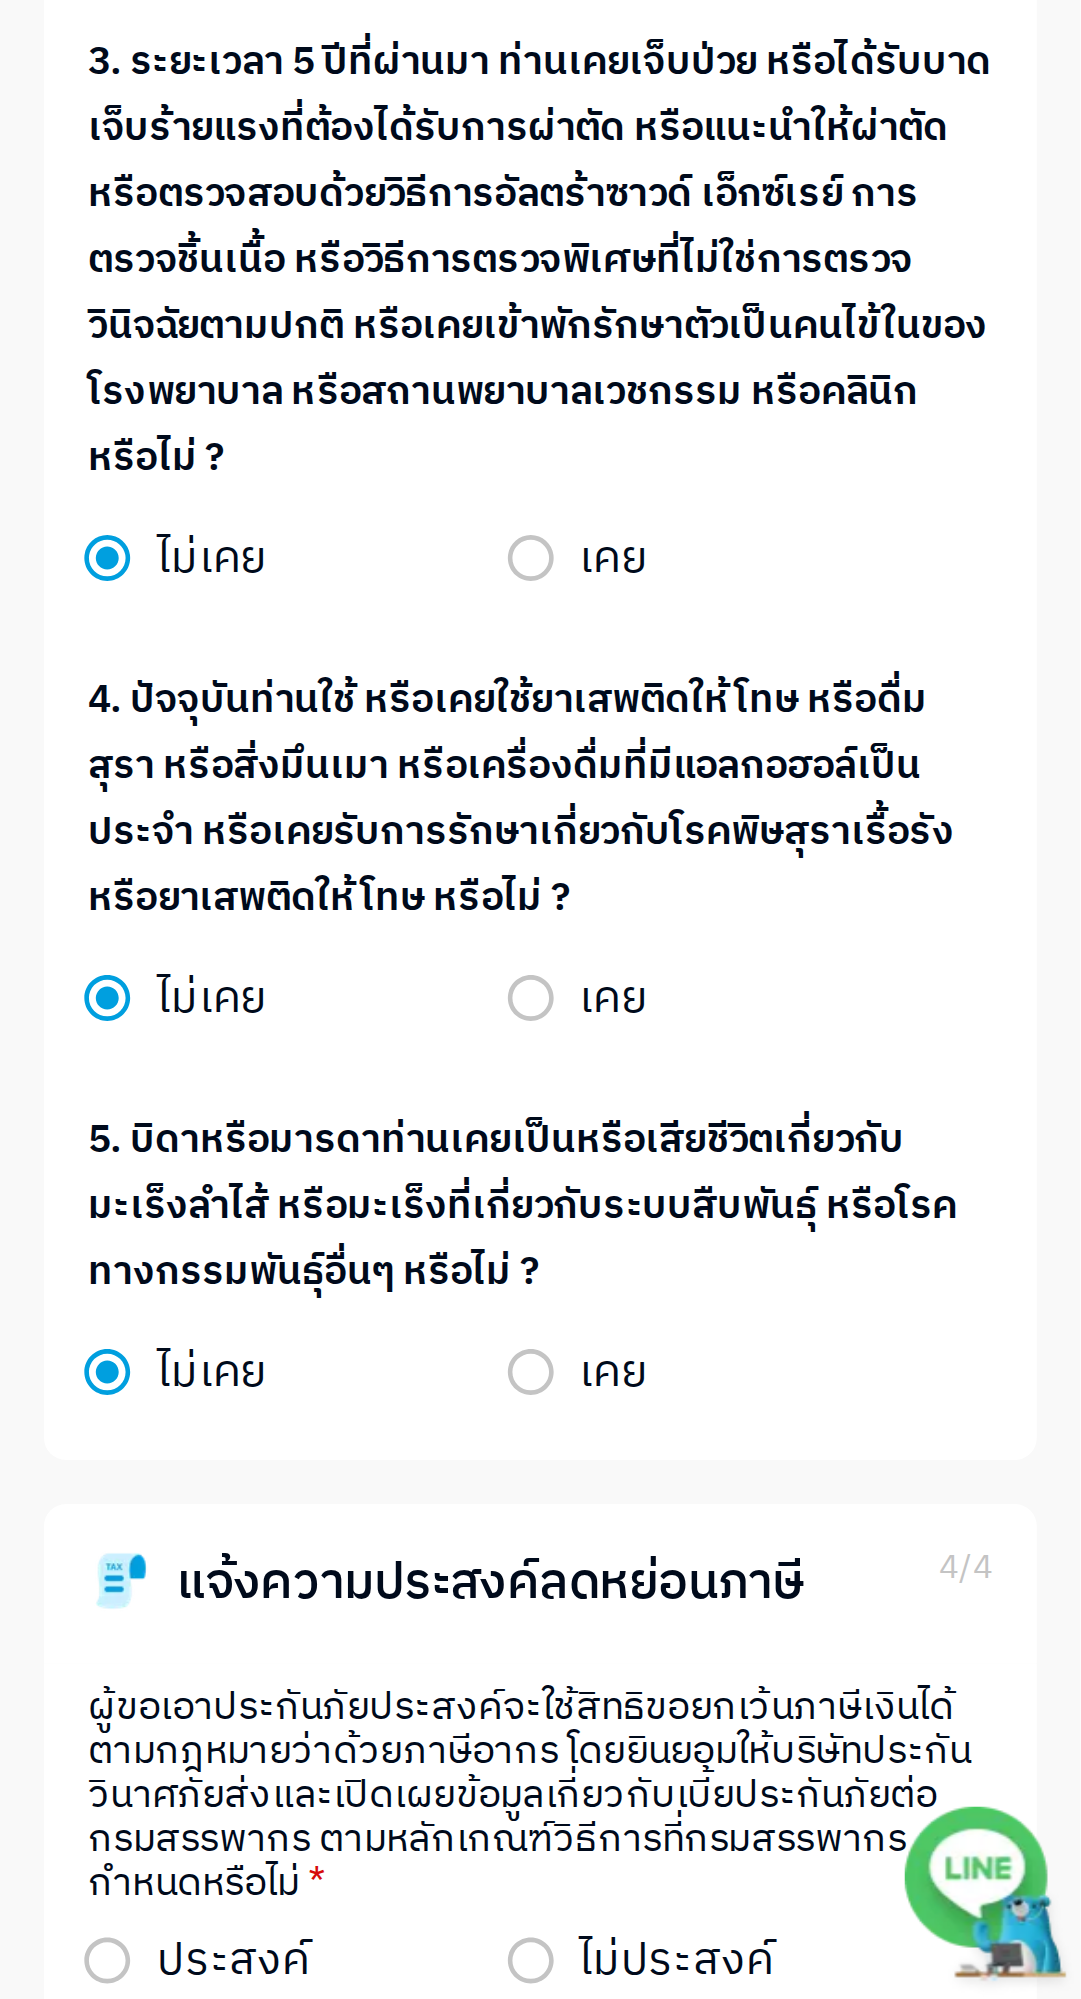 3. ระยะเวลา 5 ปีที่ผ่านมา ท่านเคยเจ็บป่วย หรือได้รับบาด
เจ็บร้ายแรงที่ต้องได้รับการผ่าตัด หรือแนะนำให้ผ่าตัด
หรือตรวจสอบด้วยวิธีการอัลตร้าซาวด์ เอ็กซ์เรย์ การ
ตรวจชิ้นเนื้อ หรือวิธีการตรวจพิเศษที่ไม่ใช่การตรวจ
วินิจฉัยตามปกติ หรือเคยเข้าพักรักษาตัวเป็นคนไข้ในของ
โรงพยาบาล หรือสถานพยาบาลเวชกรรม หรือคลินิก
หรือไม่ ?
ไม่เคย เคย
4. ปัจจุบันท่านใช้ หรือเคยใช้ยาเสพติดให้โทษ หรือดื่ม
สุรา หรือสิ่งมึนเมา หรือเครื่องดื่มที่มีแอลกอฮอล์เป็น
ประจำ หรือเคยรับการรักษาเกี่ยวกับโรคพิษสุราเรื้อรัง
หรือยาเสพติดให้โทษ หรือไม่ ?
ไม่เคย เคย
5. บิดาหรือมารดาท่านเคยเป็นหรือเสียชีวิตเกี่ยวกับ
มะเร็งลำไส้ หรือมะเร็งที่เกี่ยวกับระบบสืบพันธุ์ หรือโรค
ทางกรรมพันธุ์อื่นๆ หรือไม่ ?
ไม่เคย เคย
TAX แจ้งความประสงค์ลดหย่อนภาษี 4/4
ผู้ขอเอาประกันภัยประสงค์จะใช้สิทธิขอยกเว้นภาษีเงินได้
ตามกฎหมายว่าด้วยภาษีอากร โดยยินยอมให้บริษัทประกัน
วินาศภัยส่งและเปิดเผยข้อมูลเกี่ยวกับเบี้ยประกันภัยต่อ
กรมสรรพากร ตามหลักเกณฑ์วิธีการที่กรมสรรพากร
กำหนดหรือไม่ *
LINE
ประสงค์ ไม่ประสงค์